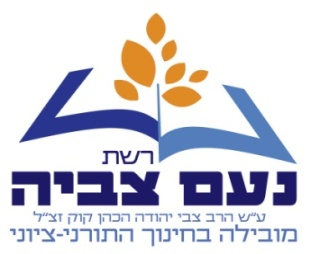 רשת
נעם צביה
ע״ש הרב צבי יהודה הכהן קוק זצ״ל
מובילה בחינוך התורני-ציוני